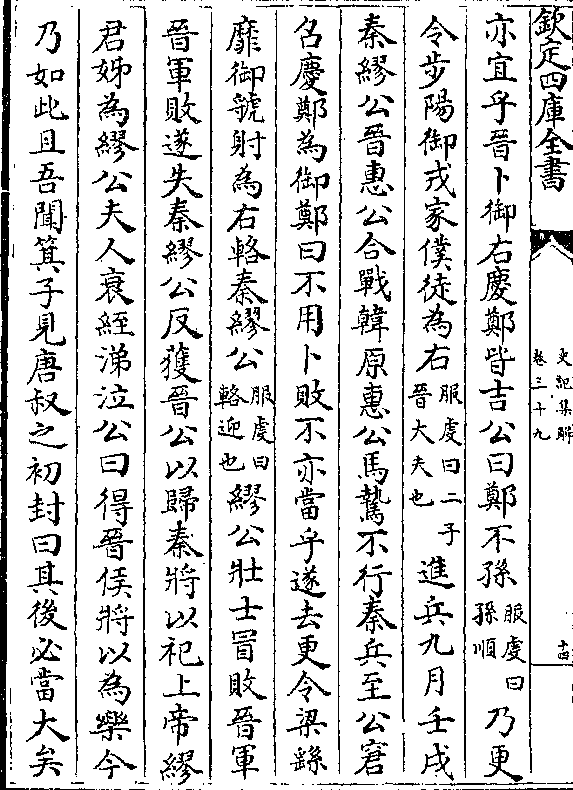 欽定四庫全書
史記集解
卷三十九
十四
亦宜乎晉卜御右慶鄭皆吉公曰鄭不孫服虔曰孫順乃更
令步陽御戎家僕徒為右服虔曰二子晉大夫也進兵九月壬戌
秦繆公晉惠公合戰韓原惠公馬騺不行秦兵至公窘
召慶鄭為御鄭曰不用卜敗不亦當乎遂去更令梁繇
靡御虢射為右輅秦繆公服虔曰輅迎也繆公壯士冒敗晉軍
晉軍敗遂失秦繆公反獲晉公以歸秦將以祀上帝繆
君姊為繆公夫人衰絰涕泣公曰得晉侯將以為樂今
乃如此且吾聞箕子見唐叔之初封曰其後必當大矣